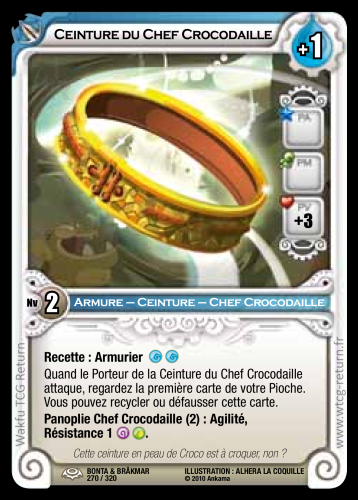 Ceinture du Chef Crocodaille
+1
PA
PM
PV
+3
Nv 2
Armure – Ceinture – Chef Crocodaille
Recette : Armurier
Quand le Porteur de la Ceinture du Chef Crocodaille
attaque, regardez la première carte de votre Pioche.
Vous pouvez recycler ou défausser cette carte.
Panoplie Chef Crocodaille (2) : Agilité,
Résistance 1
Cette ceinture en peau de Croc est à croquer, non ?
BONTA & BRÂKMAR
270 / 320
ILLUSTRATION : ALHERA LA COQUILLE
© 2010 Ankama
Wakfu TCG Return
www.wtcg-return.fr